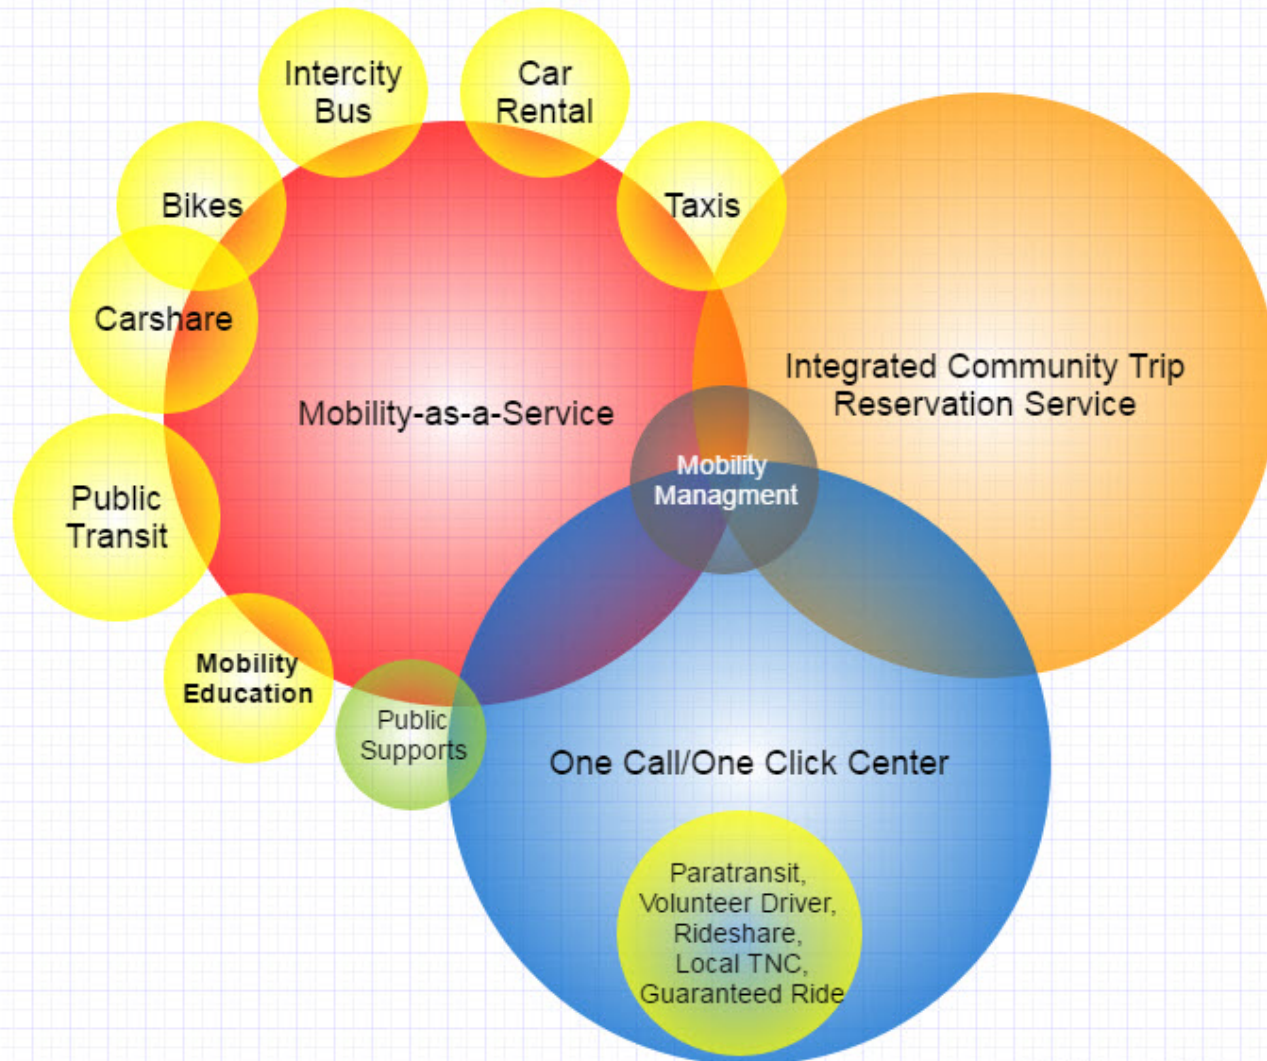 Intercity
Bus
Car
Rental
Bikes
Taxis
Carshare
Integrated Community Trip
Reservation Service
Mobility-as-a-Service
Mobility
Managment
Public
Transit
Mobility
Education
Public
Supports
One Call/One Click Center
Paratransit,
Volunteer Driver,
Rideshare,
Local TNC,
Guaranteed Ride